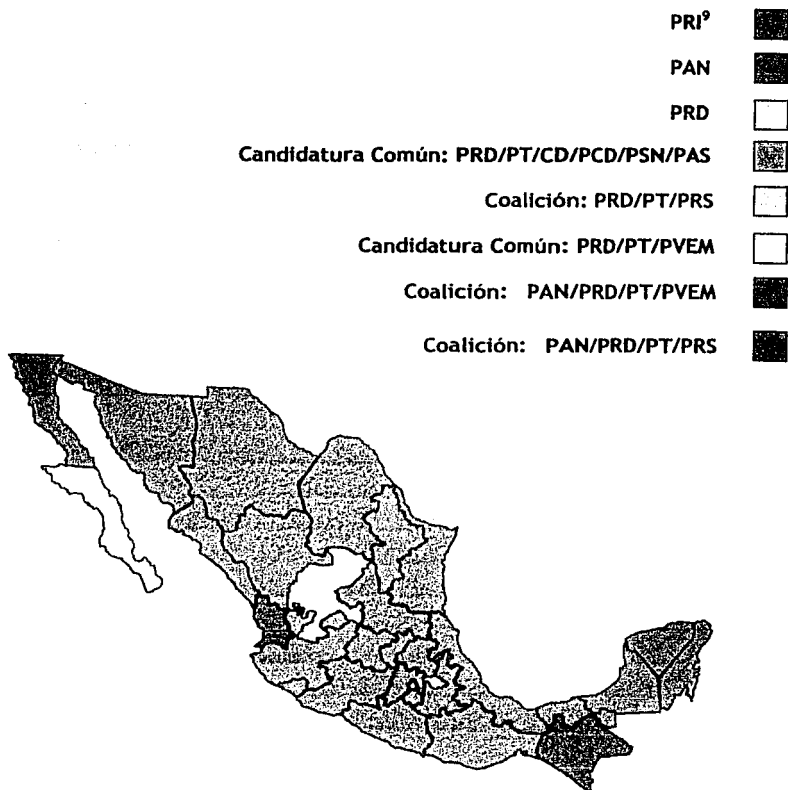 PRI⁹
PAN
PRD
Candidatura Común: PRD/PT/CD/PCD/PSN/PAS
Coalición: PRD/PT/PRS
Candidatura Común: PRD/PT/PVEM
Coalición: PAN/PRD/PT/PVEM
Coalición: PAN/PRD/PT/PRS